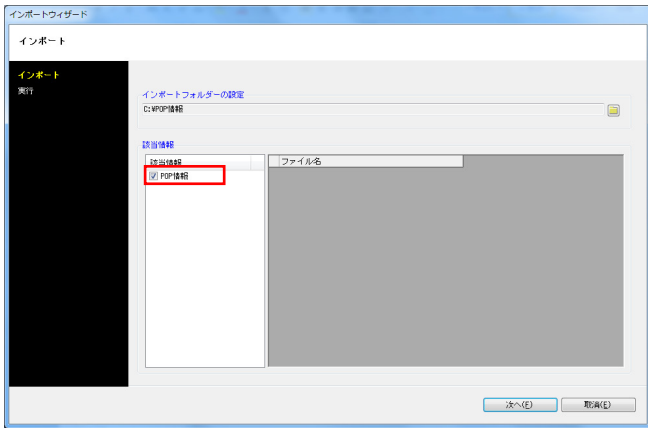 インポートウィザード
インポート
インポート
実行
インポートフォルダーの設定
C:¥POP情報
該当情報
該当情報
ファイル名
POP情報
次へ(F)
取消(E)